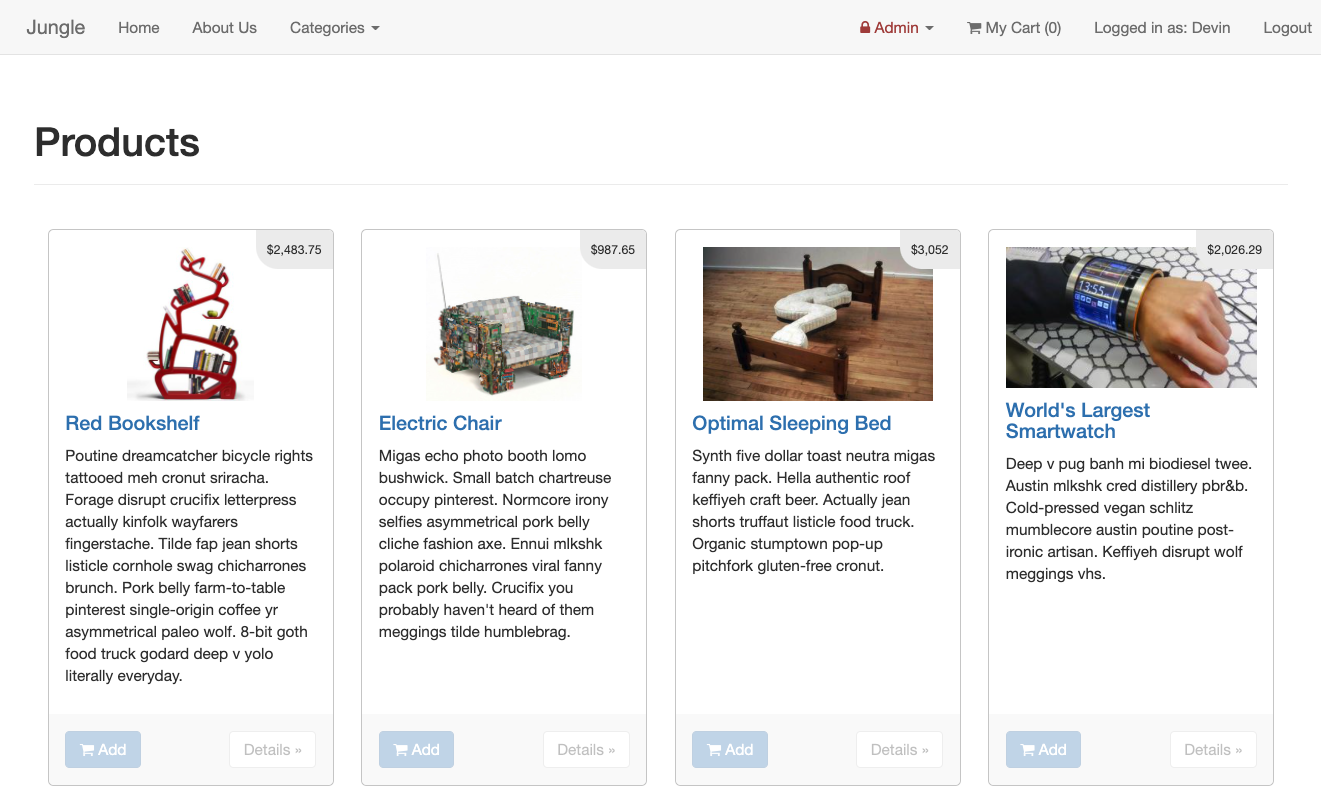 Jungle Home About Us Categories Admin My Cart (0) Logged in as: Devin Logout
Products
$2,483.75
Red Bookshelf
Poutine dreamcatcher bicycle rights
tattooed meh cronut sriracha.
Forage disrupt crucifix letterpress
actually kinfolk wayfarers
fingerstache. Tilde fap jean shorts
listicle cornhole swag chicharrones
brunch. Pork belly farm-to-table
pinterest single-origin coffee yr
asymmetrical paleo wolf. 8-bit goth
food truck godard deep v yolo
literally everyday.
Add Details »
$987.65
Electric Chair
Migas echo photo booth lomo
bushwick. Small batch chartreuse
occupy pinterest. Normcore irony
selfies asymmetrical pork belly
cliche fashion axe. Ennui mlkshk
polaroid chicharrones viral fanny
pack pork belly. Crucifix you
probably haven't heard of them
meggings tilde humblebrag.
Add Details »
$3,052
Optimal Sleeping Bed
Synth five dollar toast neutra migas
fanny pack. Hella authentic roof
keffiyeh craft beer. Actually jean
shorts truffaut listicle food truck.
Organic stumptown pop-up
pitchfork gluten-free cronut.
Add Details »
$2,026.29
13:55
World's Largest
Smartwatch
Deep v pug banh mi biodiesel twee.
Austin mlkshk cred distillery pbr&b.
Cold-pressed vegan schlitz
mumblecore austin poutine post-
ironic artisan. Keffiyeh disrupt wolf
meggings vhs.
Add Details »